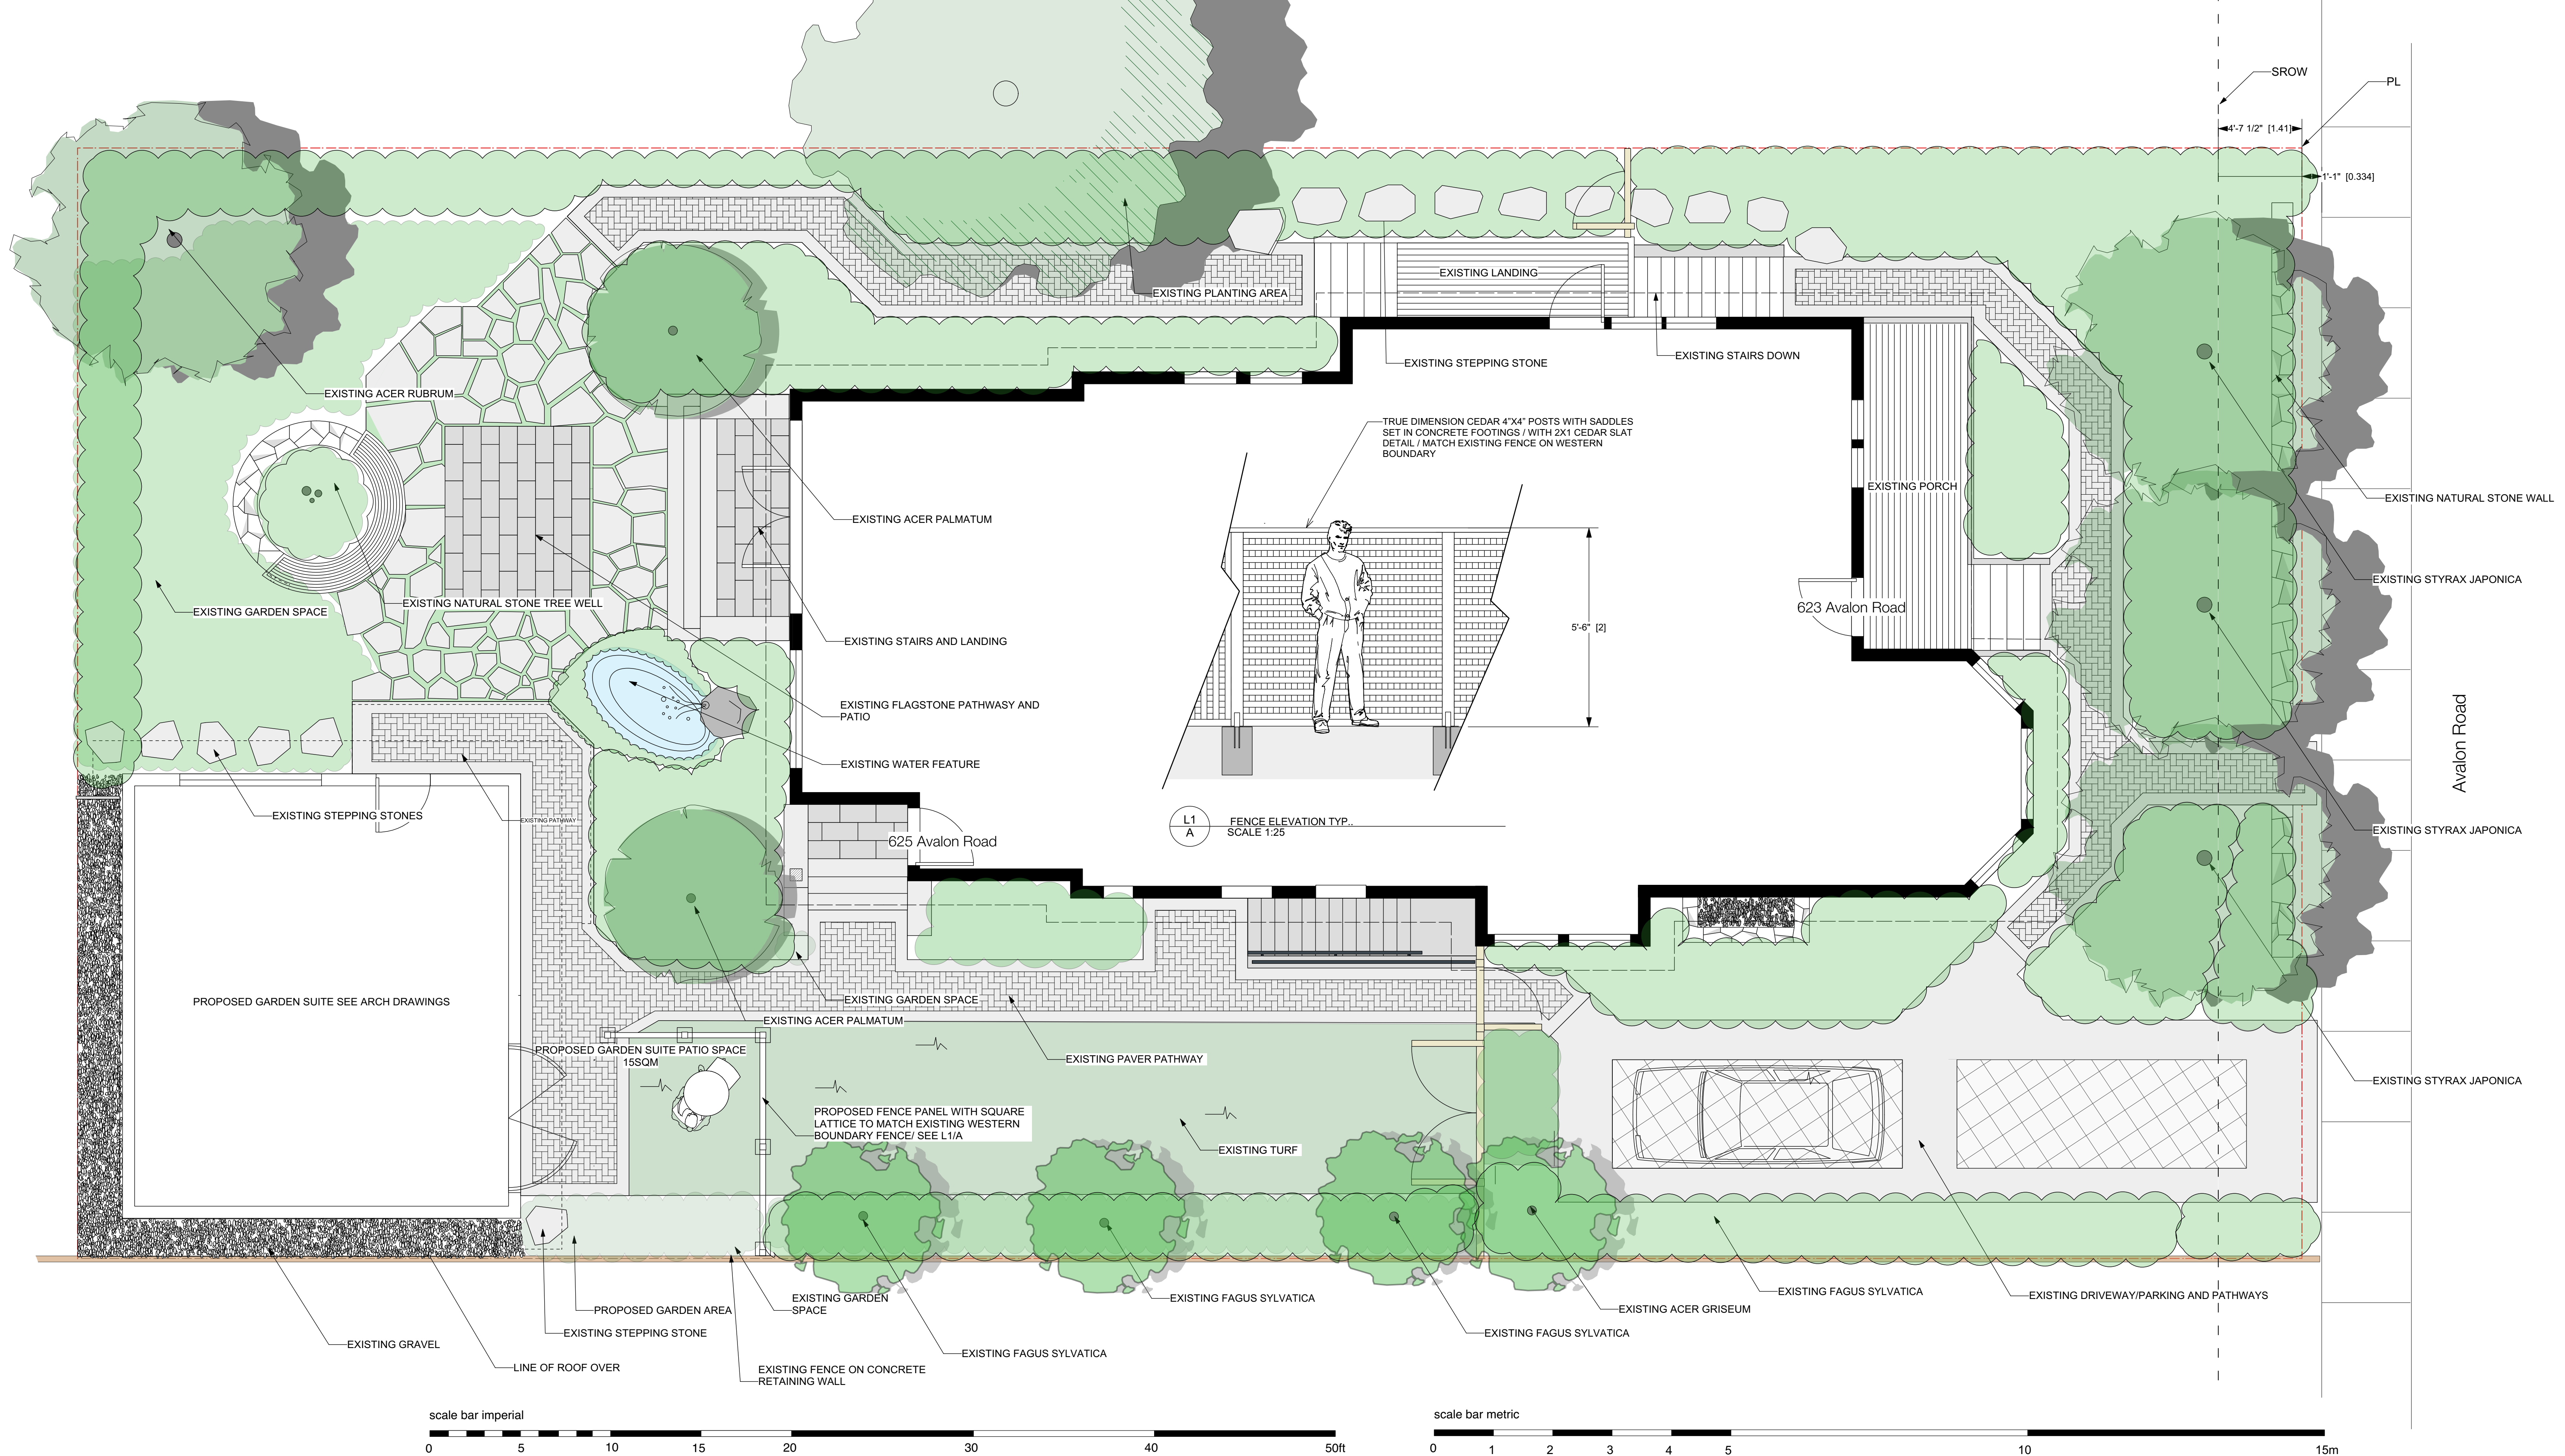 SROW
PL
4'-7 1/2" [1.41]
1'-1" [0.334]
EXISTING LANDING
EXISTING PLANTING AREA
EXISTING STAIRS DOWN
EXISTING STEPPING STONE
EXISTING ACER RUBRUM
TRUE DIMENSION CEDAR 4"X4" POSTS WITH SADDLES
SET IN CONCRETE FOOTINGS / WITH 2X1 CEDAR SLAT
DETAIL / MATCH EXISTING FENCE ON WESTERN
BOUNDARY
EXISTING PORCH
EXISTING NATURAL STONE WALL
EXISTING ACER PALMATUM
EXISTING STYRAX JAPONICA
EXISTING NATURAL STONE TREE WELL
EXISTING GARDEN SPACE
623 Avalon Road
5'-6" [2]
EXISTING STAIRS AND LANDING
EXISTING FLAGSTONE PATHWASY AND
PATIO
Avalon Road
EXISTING WATER FEATURE
EXISTING STEPPING STONES
EXISTING PATHWAY
L1
A
FENCE ELEVATION TYP..
SCALE 1:25
EXISTING STYRAX JAPONICA
625 Avalon Road
PROPOSED GARDEN SUITE SEE ARCH DRAWINGS
EXISTING GARDEN SPACE
EXISTING ACER PALMATUM
PROPOSED GARDEN SUITE PATIO SPACE
15SQM
EXISTING PAVER PATHWAY
EXISTING STYRAX JAPONICA
PROPOSED FENCE PANEL WITH SQUARE
LATTICE TO MATCH EXISTING WESTERN
BOUNDARY FENCE/ SEE L1/A
EXISTING TURF
EXISTING GARDEN
SPACE
EXISTING FAGUS SYLVATICA
EXISTING FAGUS SYLVATICA
EXISTING DRIVEWAY/PARKING AND PATHWAYS
PROPOSED GARDEN AREA
EXISTING ACER GRISEUM
EXISTING STEPPING STONE
EXISTING FAGUS SYLVATICA
EXISTING GRAVEL
EXISTING FAGUS SYLVATICA
LINE OF ROOF OVER
EXISTING FENCE ON CONCRETE
RETAINING WALL
scale bar imperial
0 5 10 15 20 30 40 50ft
scale bar metric
0 1 2 3 4 5 10 15m